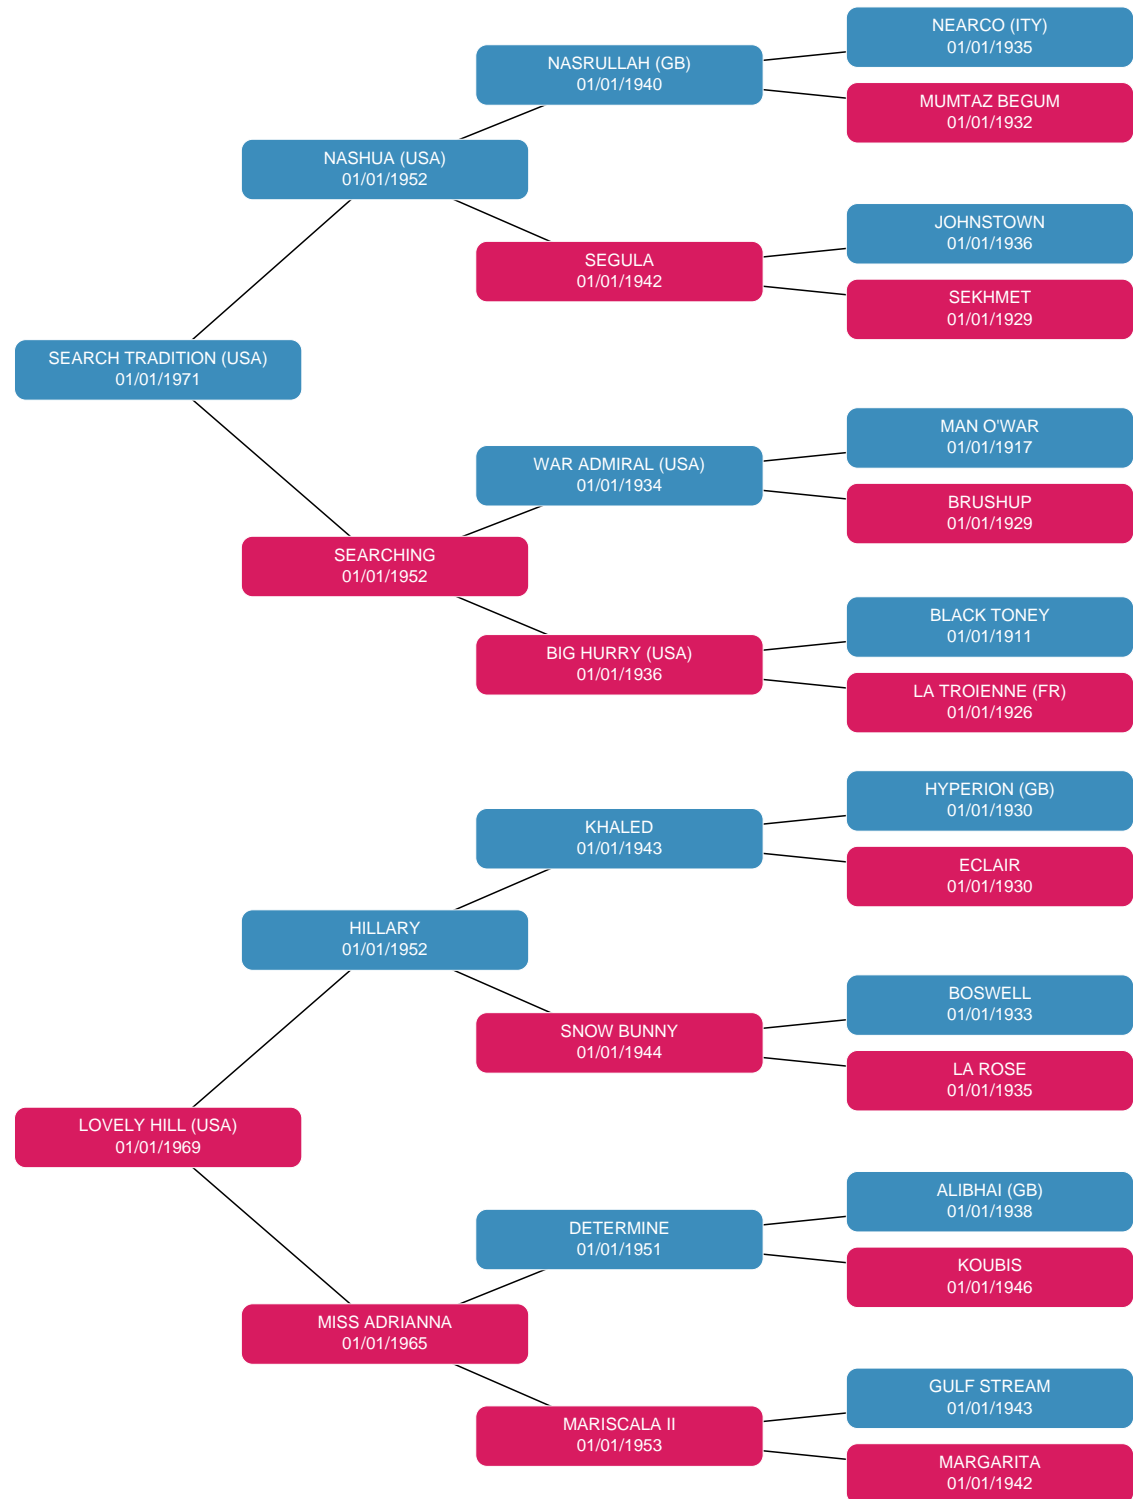 NEARCO (ITY)
01/01/1935
NASRULLAH (GB)
01/01/1940
MUMTAZ BEGUM
01/01/1932
NASHUA (USA)
01/01/1952
JOHNSTOWN
01/01/1936
SEGULA
01/01/1942
SEKHMET
01/01/1929
SEARCH TRADITION (USA)
01/01/1971
MAN O'WAR
01/01/1917
WAR ADMIRAL (USA)
01/01/1934
BRUSHUP
01/01/1929
SEARCHING
01/01/1952
BLACK TONEY
01/01/1911
BIG HURRY (USA)
01/01/1936
LA TROIENNE (FR)
01/01/1926
HYPERION (GB)
01/01/1930
KHALED
01/01/1943
ECLAIR
01/01/1930
HILLARY
01/01/1952
BOSWELL
01/01/1933
SNOW BUNNY
01/01/1944
LA ROSE
01/01/1935
LOVELY HILL (USA)
01/01/1969
ALIBHAI (GB)
01/01/1938
DETERMINE
01/01/1951
KOUBIS
01/01/1946
MISS ADRIANNA
01/01/1965
GULF STREAM
01/01/1943
MARISCALA II
01/01/1953
MARGARITA
01/01/1942